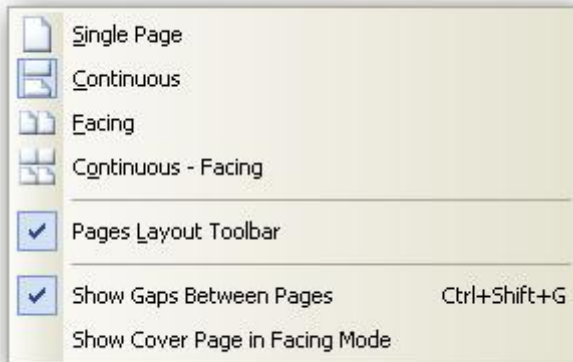 Single Page
Continuous
Facing
Continuous - Facing
Pages Layout Toolbar
Show Gaps Between Pages Ctrl+Shift+G
Show Cover Page in Facing Mode